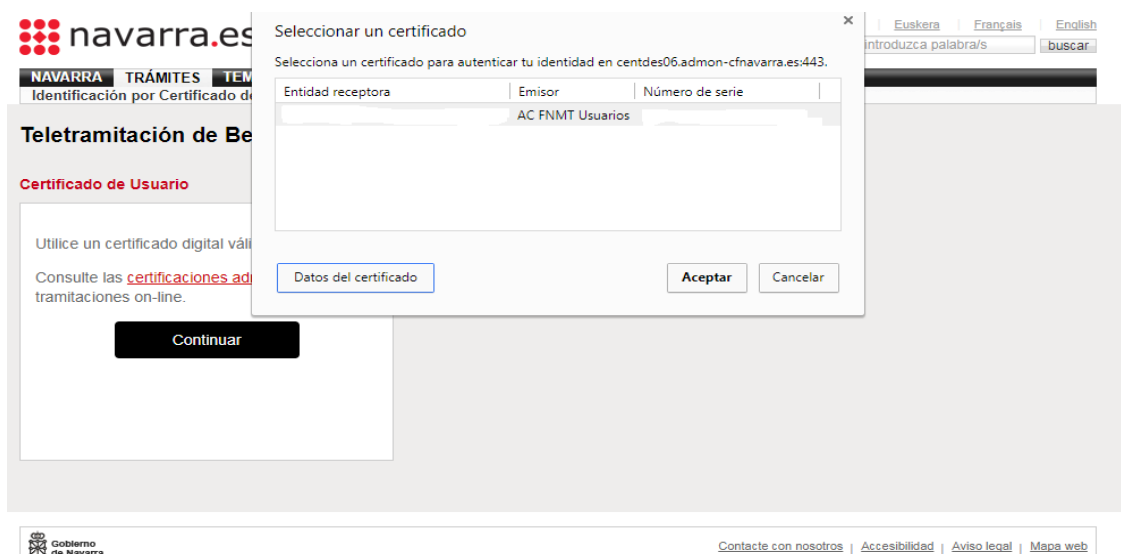 navarra.es
Euskera | Français | English
introduzca palabra/s buscar
NAVARRA TRÁMITES TEM
Identificación por Certificado d
Teletramitación de Be
Certificado de Usuario
Utilice un certificado digital váli
Consulte las certificaciones ad
tramitaciones on-line.
Continuar
Seleccionar un certificado
×
Selecciona un certificado para autenticar tu identidad en centdes06.admon-cfnavarra.es:443.
Entidad receptora Emisor Número de serie
AC FNMT Usuarios
Datos del certificado Aceptar Cancelar
Gobierno
de Navarra
Contacte con nosotros | Accesibilidad | Aviso legal | Mapa web